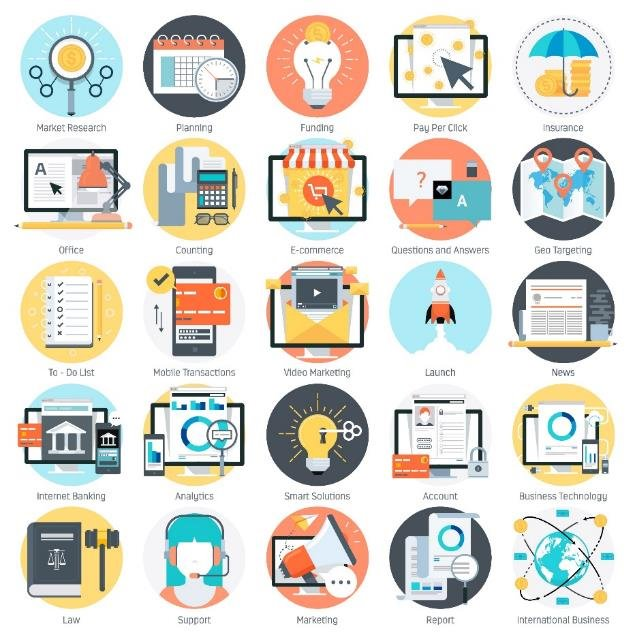 Market Research
Planning
Funding
Pay Per Click
Insurance
A
Office
Counting
E-commerce
?
A
Questions and Answers
Geo Targeting
To - Do List
Mobile Transactions
Video Marketing
Launch
News
Internet Banking
Analytics
Smart Solutions
Account
Business Technology
Law
Support
Marketing
Report
International Business